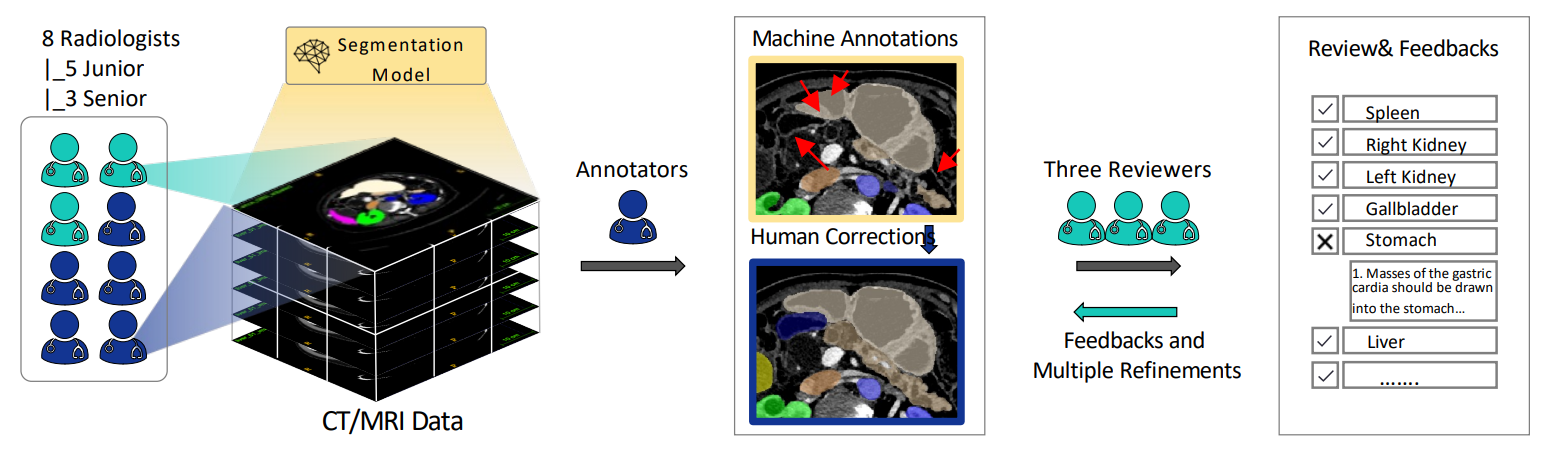 8 Radiologists
|_5 Junior
|_3 Senior
Segmentation
Model
CT/MRI Data
Annotators
Machine Annotations
Human Corrections
Three Reviewers
Feedbacks and
Multiple Refinements
Review& Feedbacks
Spleen
Right Kidney
Left Kidney
Gallbladder
Stomach
1. Masses of the gastric
cardia should be drawn
into the stomach...
Liver
.......